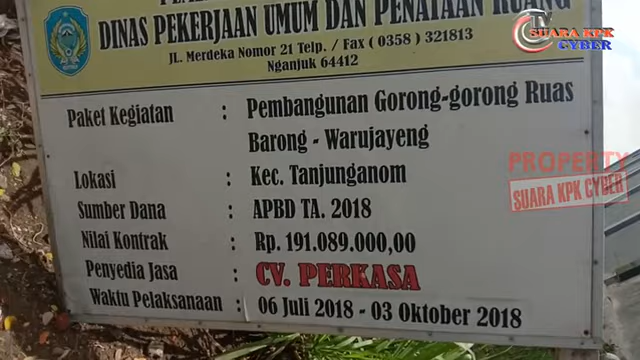 DINAS PEKERJAAN UMUM DAN PENATAAN RUANG
JL. Merdeka Nomor 21 Telp. / Fax ( 0358 ) 321813
Nganjuk 64412
Paket Kegiatan : Pembangunan Gorong-gorong Ruas
Barong - Warujayeng
Lokasi : Kec. Tanjunganom
Sumber Dana : APBD TA. 2018
Nilai Kontrak : Rp. 191.089.000,00
Penyedia Jasa : CV. PERKASA
Waktu Pelaksanaan : 06 Juli 2018 - 03 Oktober 2018
TV
SUARA KPK
CYBER
PROPERTY
SUARA KPK CYBER